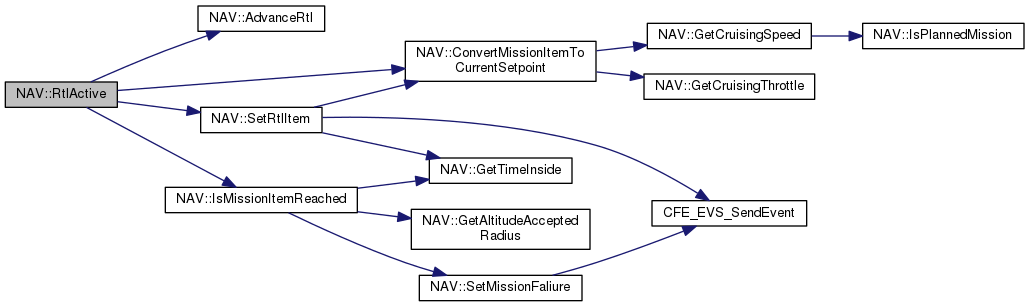 NAV::RtlActive
NAV::AdvanceRtl
NAV::SetRtlItem
NAV::IsMissionItemReached
NAV::ConvertMissionItemTo
CurrentSetpoint
NAV::GetTimeInside
NAV::GetAltitudeAccepted
Radius
NAV::SetMissionFaliure
NAV::GetCruisingSpeed
NAV::GetCruisingThrottle
CFE_EVS_SendEvent
NAV::IsPlannedMission